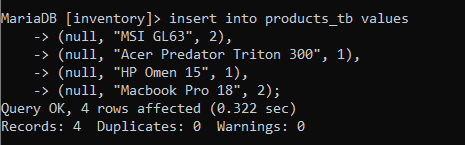 MariaDB [inventory]> insert into products_tb values
    -> (null, "MSI GL63", 2),
    -> (null, "Acer Predator Triton 300", 1),
    -> (null, "HP Omen 15", 1),
    -> (null, "Macbook Pro 18", 2);
Query OK, 4 rows affected (0.322 sec)
Records: 4  Duplicates: 0  Warnings: 0